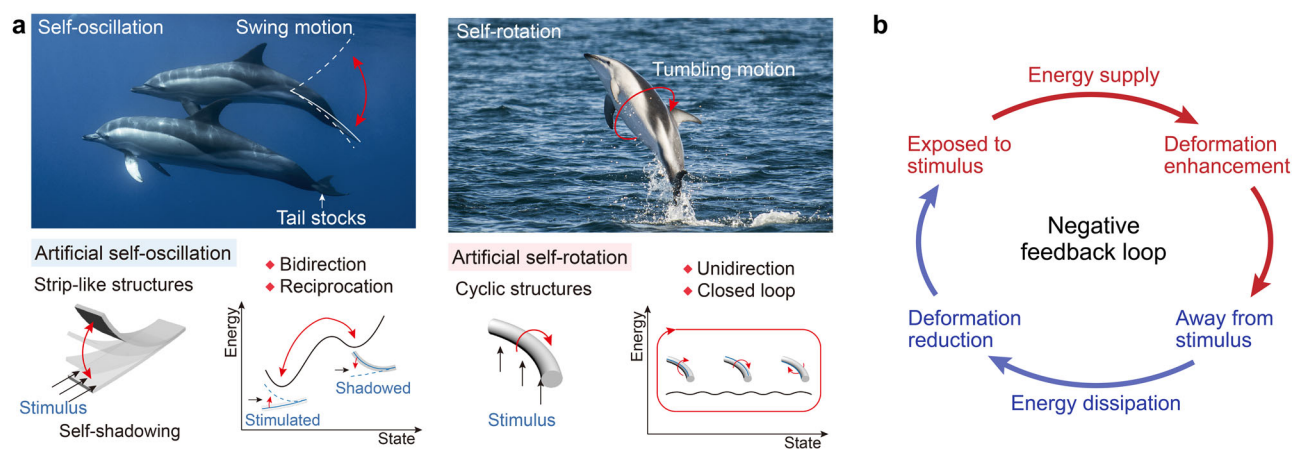 a
Self-oscillation
Swing motion
Tail stocks
Self-rotation
Tumbling motion
Artificial self-oscillation
Strip-like structures
Stimulus
Self-shadowing
Bidirection
Reciprocation
Energy
Stimulated
Shadowed
State
Artificial self-rotation
Cyclic structures
Stimulus
Unidirection
Closed loop
Energy
State
b
Energy supply
Exposed to
stimulus
Deformation
enhancement
Negative
feedback loop
Deformation
reduction
Away from
stimulus
Energy dissipation